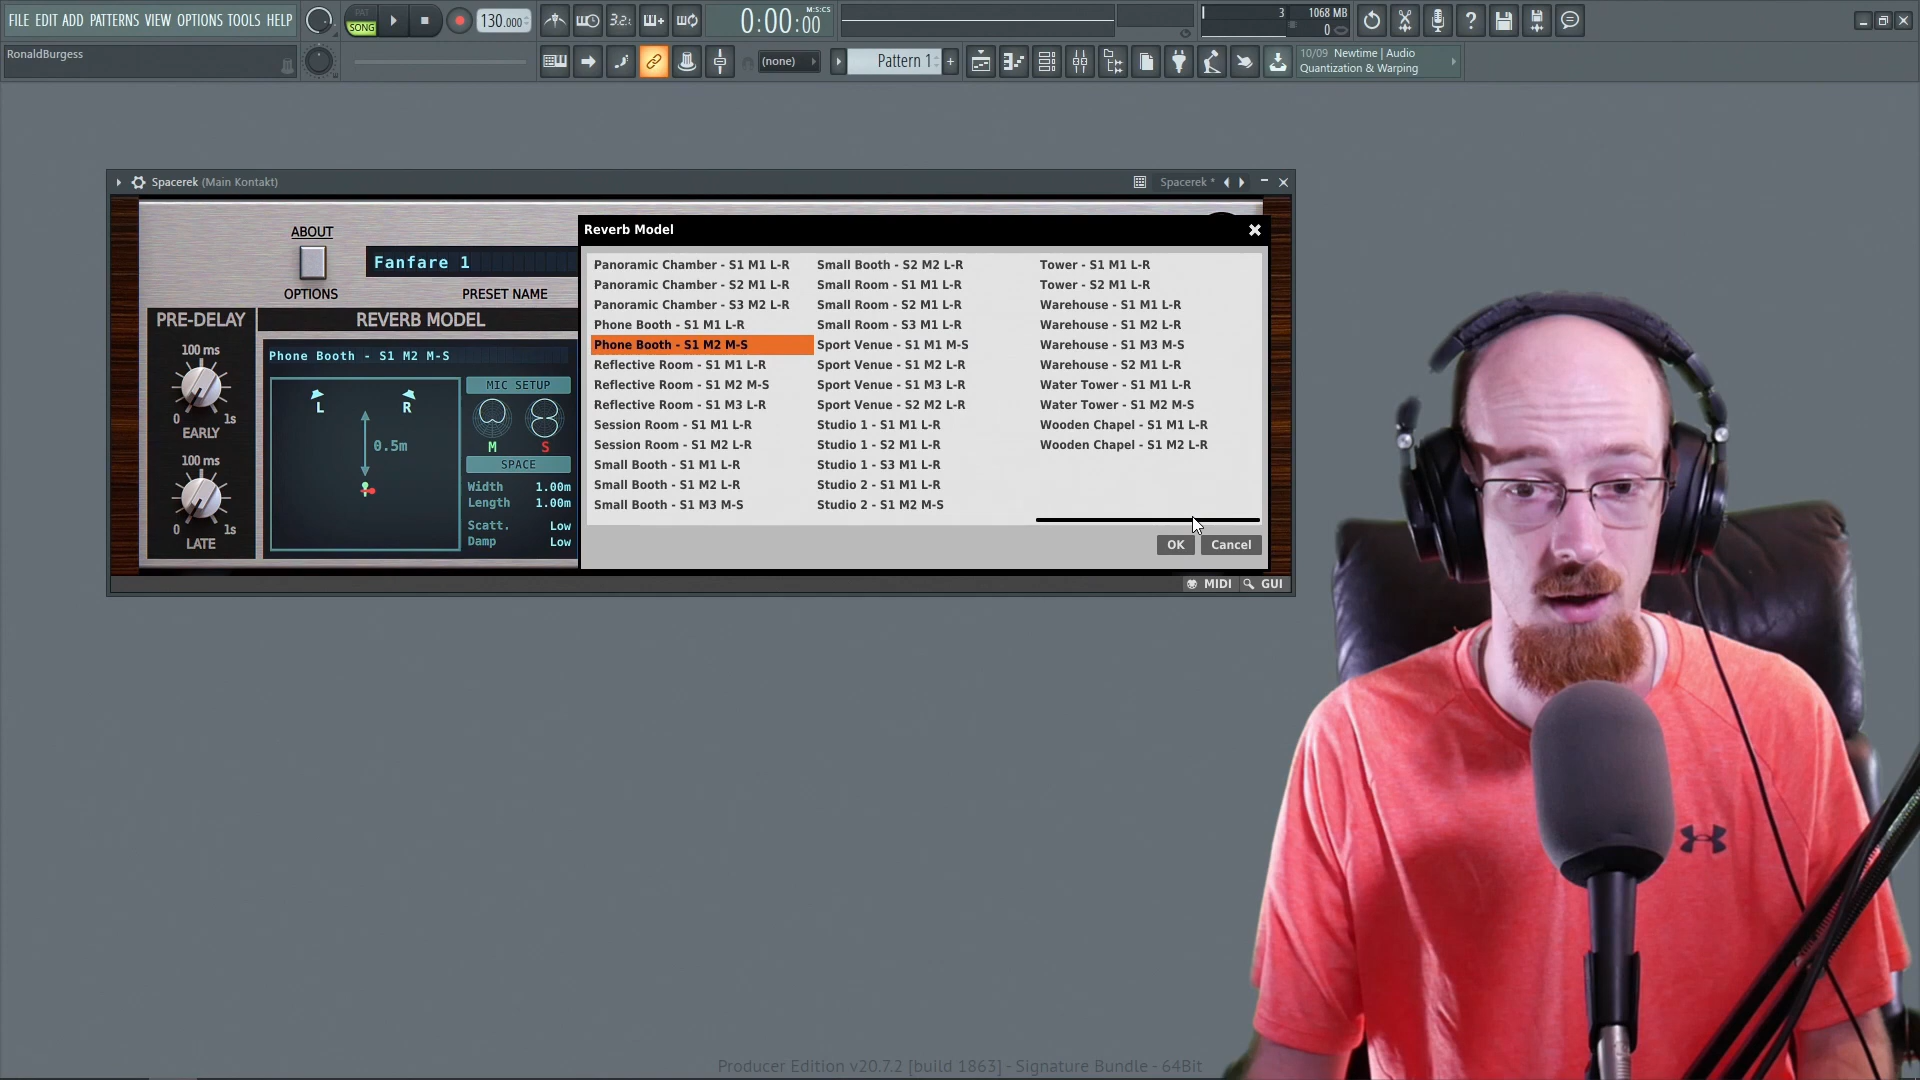 FILE EDIT ADD PATTERNS VIEW OPTIONS TOOLS HELP
PAT
SONG
130.000
3.2:
M:S:CS
0:00:00
3
1068 MB
0
RonaldBurgess
(none)
Pattern 1
10/09 Newtime | Audio
Quantization & Warping
Spacerek (Main Kontakt)
Spacerek *
ABOUT
Fanfare 1
OPTIONS
PRESET NAME
PRE-DELAY
REVERB MODEL
100 ms
0
1s
EARLY
100 ms
0
1s
LATE
Phone Booth - S1 M2 M-S
L
R
0.5m
MIC SETUP
M
S
SPACE
Width 1.00m
Length 1.00m
Scatt. Low
Damp Low
Reverb Model
Panoramic Chamber - S1 M1 L-R
Panoramic Chamber - S2 M1 L-R
Panoramic Chamber - S3 M2 L-R
Phone Booth - S1 M1 L-R
Phone Booth - S1 M2 M-S
Reflective Room - S1 M1 L-R
Reflective Room - S1 M2 M-S
Reflective Room - S1 M3 L-R
Session Room - S1 M1 L-R
Session Room - S1 M2 L-R
Small Booth - S1 M1 L-R
Small Booth - S1 M2 L-R
Small Booth - S1 M3 M-S
Small Booth - S2 M2 L-R
Small Room - S1 M1 L-R
Small Room - S2 M1 L-R
Small Room - S3 M1 L-R
Sport Venue - S1 M1 M-S
Sport Venue - S1 M2 L-R
Sport Venue - S1 M3 L-R
Sport Venue - S2 M2 L-R
Studio 1 - S1 M1 L-R
Studio 1 - S2 M1 L-R
Studio 1 - S3 M1 L-R
Studio 2 - S1 M1 L-R
Studio 2 - S1 M2 M-S
Tower - S1 M1 L-R
Tower - S2 M1 L-R
Warehouse - S1 M1 L-R
Warehouse - S1 M2 L-R
Warehouse - S1 M3 M-S
Warehouse - S2 M1 L-R
Water Tower - S1 M1 L-R
Water Tower - S1 M2 M-S
Wooden Chapel - S1 M1 L-R
Wooden Chapel - S1 M2 L-R
OK
Cancel
MIDI
GUI
Producer Edition v20.7.2 [build 1863] - Signature Bundle - 64Bit